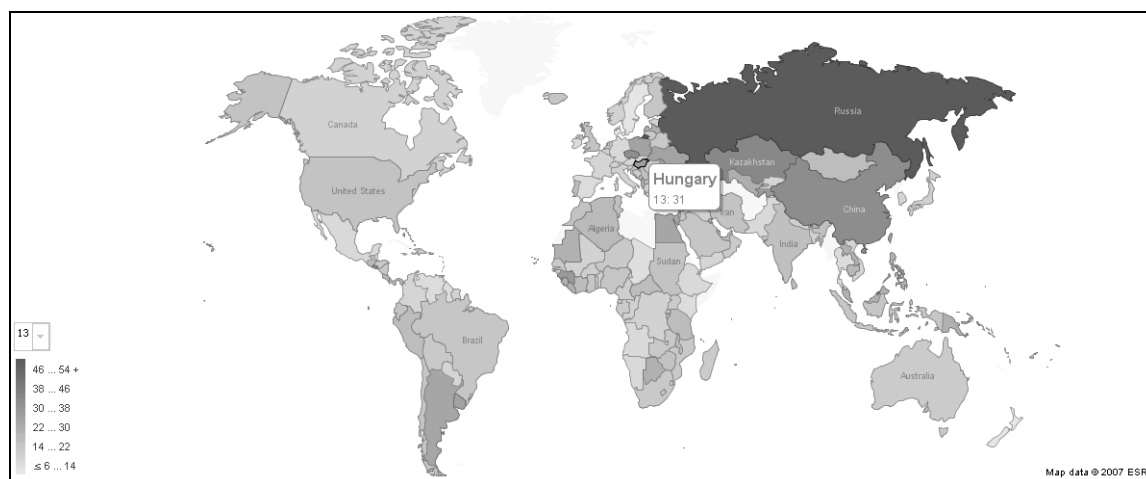 Canada
Russia
Kazakhstan
United States
Hungary
13: 31
China
Iran
Algeria
India
Sudan
Brazil
Australia
13
46 ... 54 +
38 ... 46
30 ... 38
22 ... 30
14 ... 22
≤ 6 ... 14
Map data © 2007 ESR